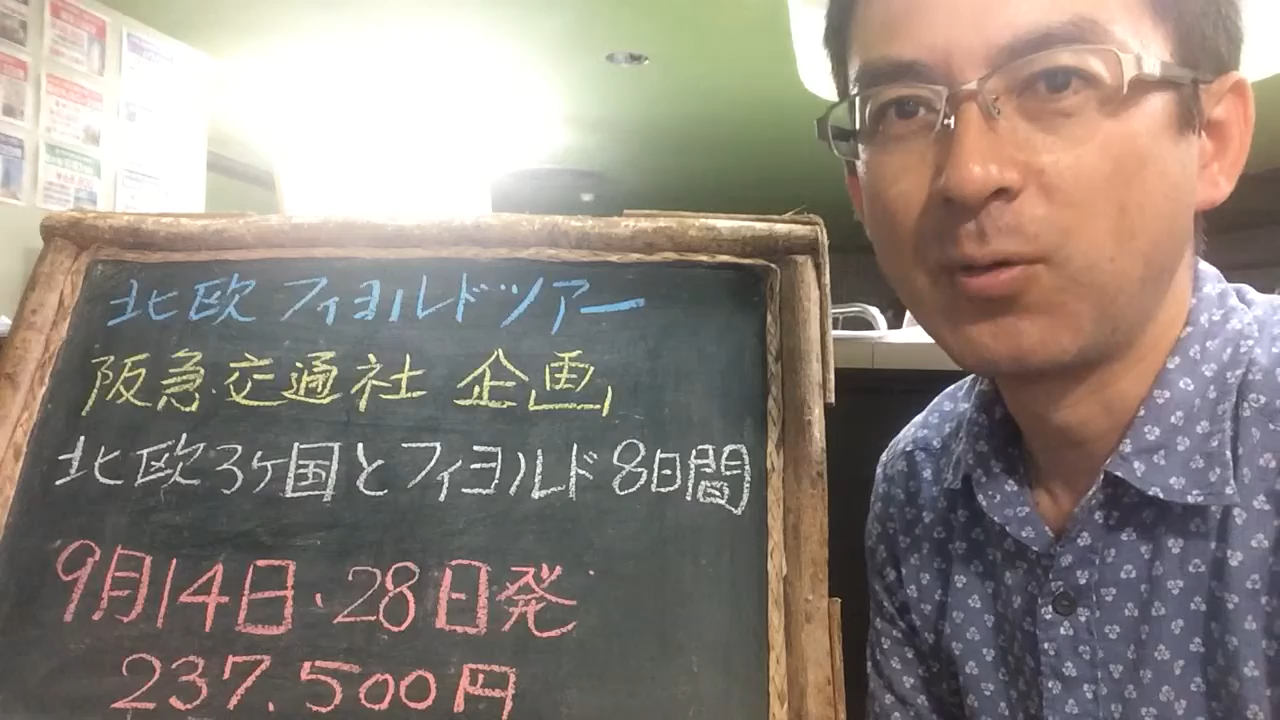 北欧フィヨルドツアー
阪急交通社 企画
北欧3ヶ国とフィヨルド8日間
9月14日・28日発
237.500円